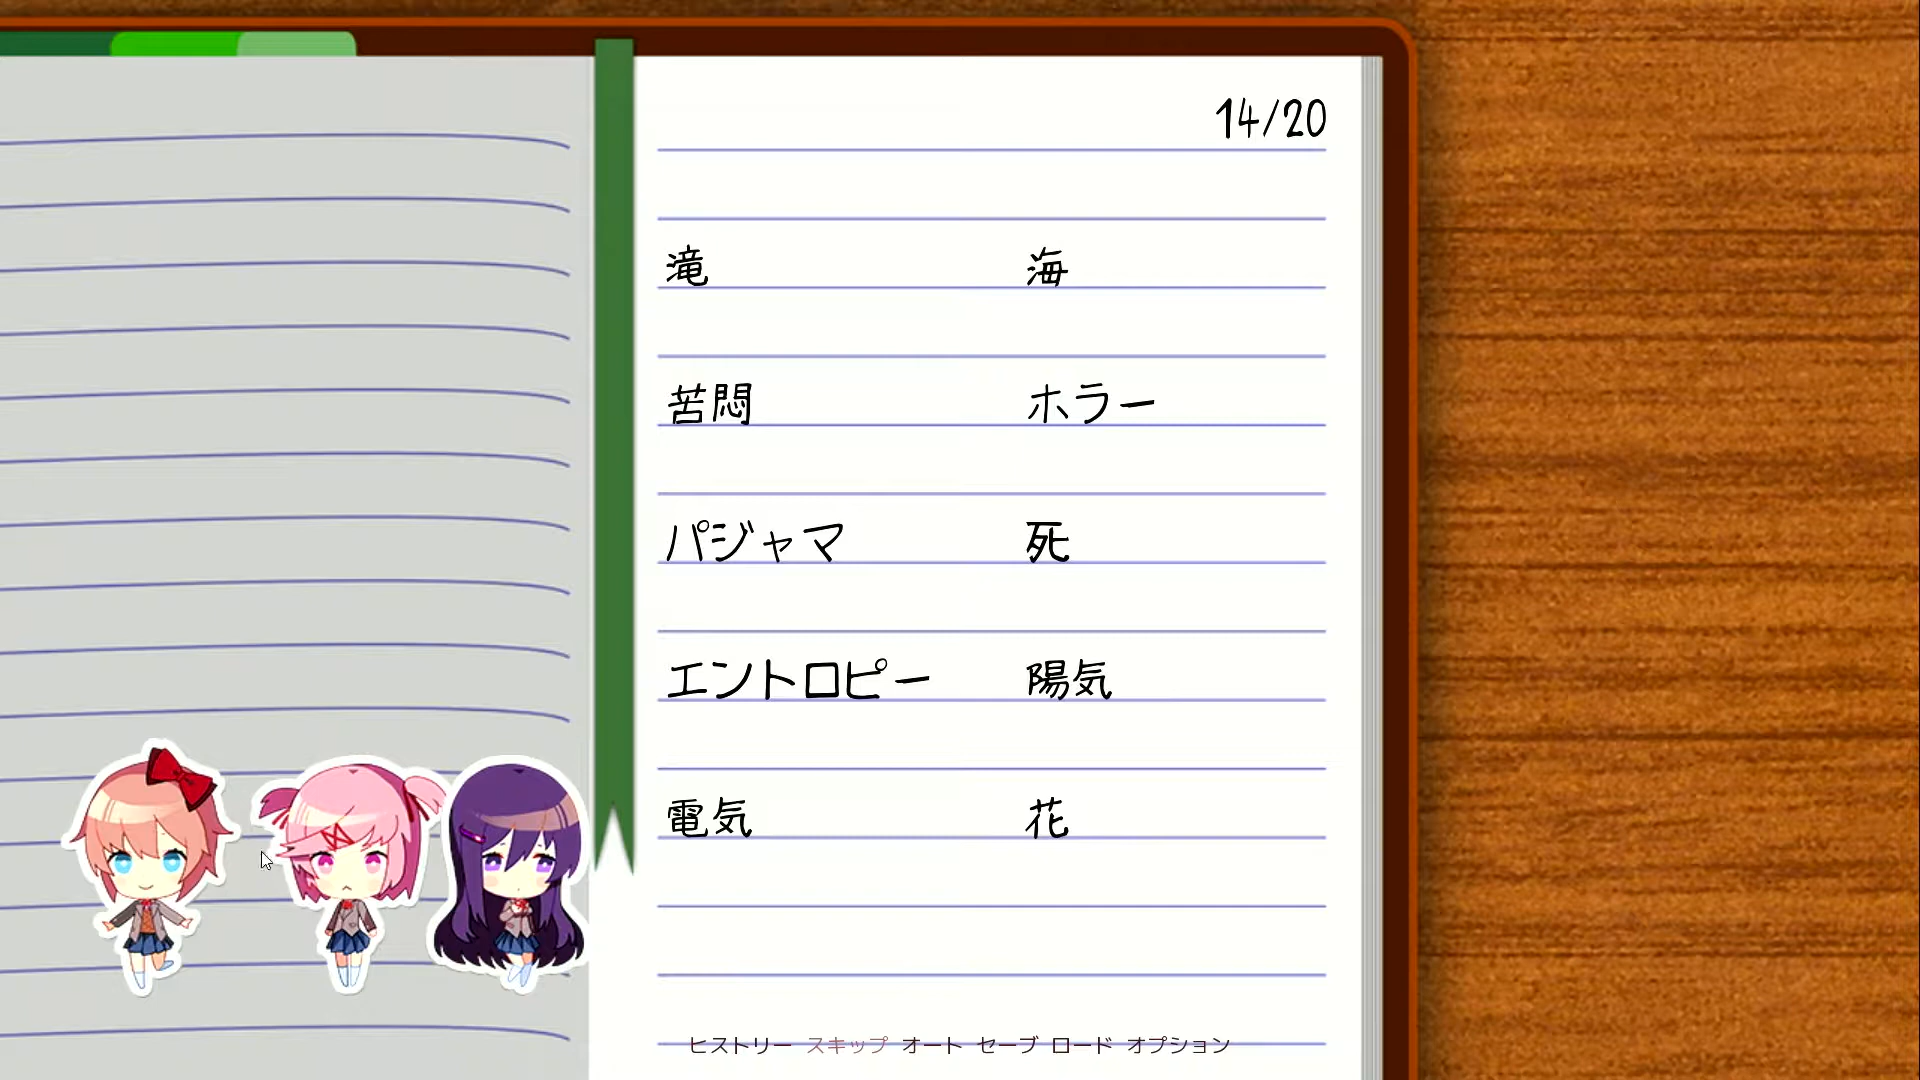 14/20
滝 海
苦悶 ホラー
パジャマ 死
エントロピー 陽気
電気 花
ヒストリー スキップ オート セーブ ロード オプション